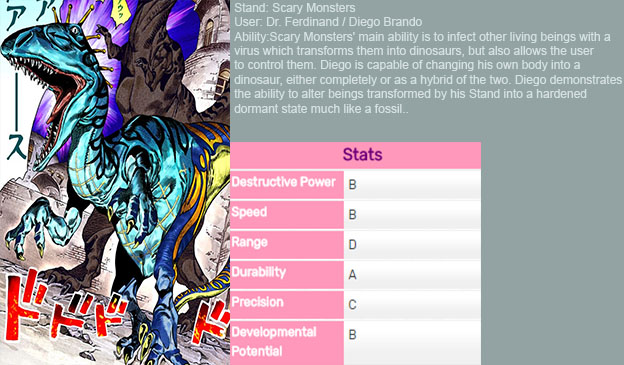 Stand: Scary Monsters
User: Dr. Ferdinand / Diego Brando
Ability:Scary Monsters' main ability is to infect other living beings with a
virus which transforms them into dinosaurs, but also allows the user
to control them. Diego is capable of changing his own body into a
dinosaur, either completely or as a hybrid of the two. Diego demonstrates
the ability to alter beings transformed by his Stand into a hardened
dormant state much like a fossil..
Stats
Destructive Power B
Speed B
Range D
Durability A
Precision C
Developmental B
Potential
アース
ドドドド